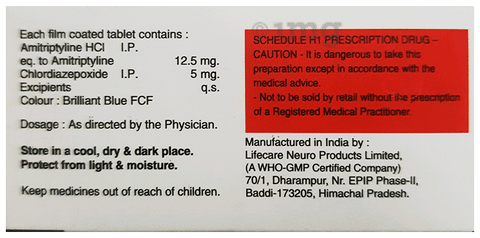 Each film coated tablet contains :
Amitriptyline HCl I.P.
eq. to Amitriptyline 12.5 mg.
Chlordiazepoxide I.P. 5 mg.
Excipients q.s.
Colour : Brilliant Blue FCF
Dosage : As directed by the Physician.
Store in a cool, dry & dark place.
Protect from light & moisture.
Keep medicines out of reach of children.
1mg
SCHEDULE H1 PRESCRIPTION DRUG –
CAUTION - It is dangerous to take this
preparation except in accordance with the
medical advice.
- Not to be sold by retail without the prescription
of a Registered Medical Practitioner.
Manufactured in India by :
Lifecare Neuro Products Limited,
(A WHO-GMP Certified Company)
70/1, Dharampur, Nr. EPIP Phase-II,
Baddi-173205, Himachal Pradesh.